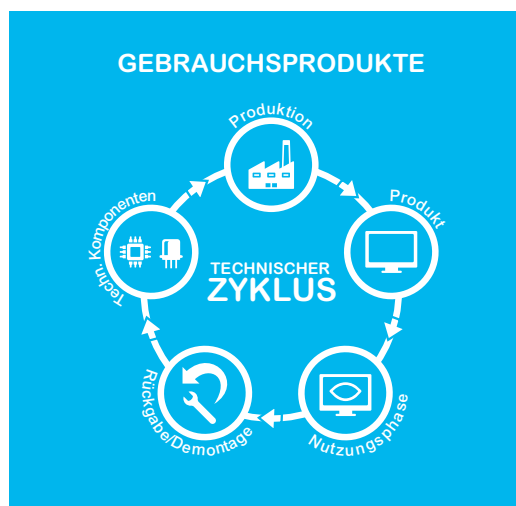 GEBRAUCHSPRODUKTE
Produktion
Produkt
Techn. Komponenten
TECHNISCHER
ZYKLUS
Rückgabe/Demontage
Nutzungsphase